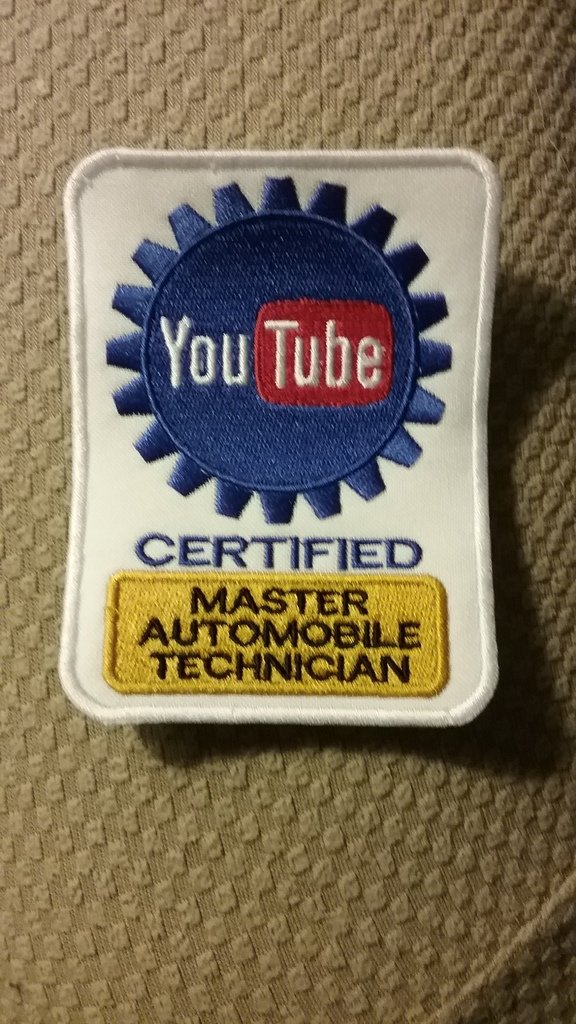 YouTube
CERTIFIED
MASTER
AUTOMOBILE
TECHNICIAN